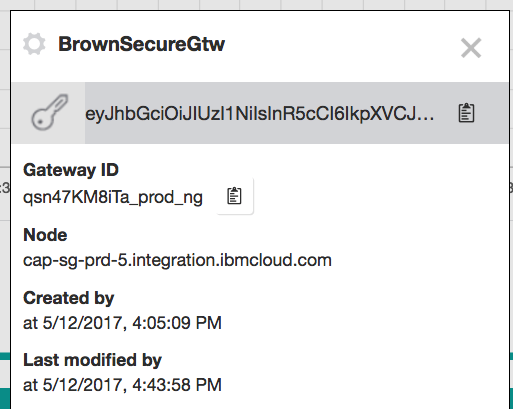 BrownSecureGtw
eyJhbGciOiJIUzI1NiIsInR5cCI6IkpXVCJ...
Gateway ID
qsn47KM8iTa_prod_ng
Node
cap-sg-prd-5.integration.ibmcloud.com
Created by
at 5/12/2017, 4:05:09 PM
Last modified by
at 5/12/2017, 4:43:58 PM